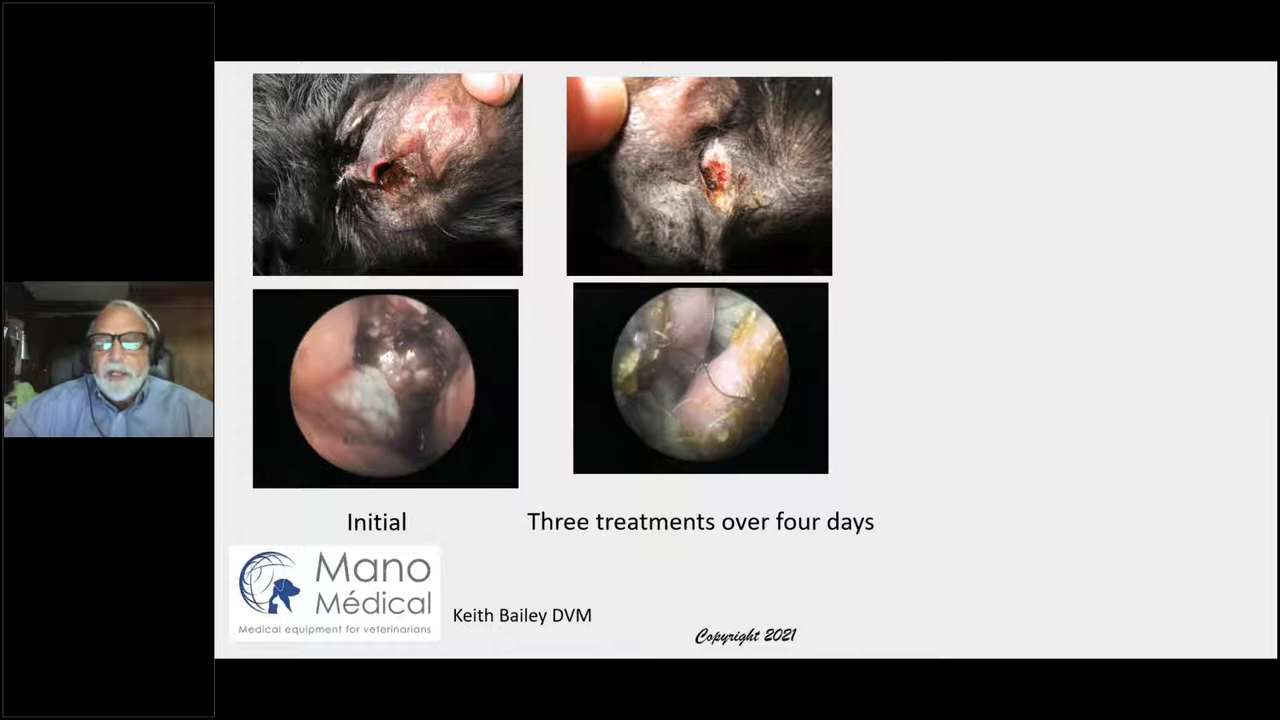 Initial
Three treatments over four days
Mano
Médical
Medical equipment for veterinarians
Keith Bailey DVM
Copyright 2021